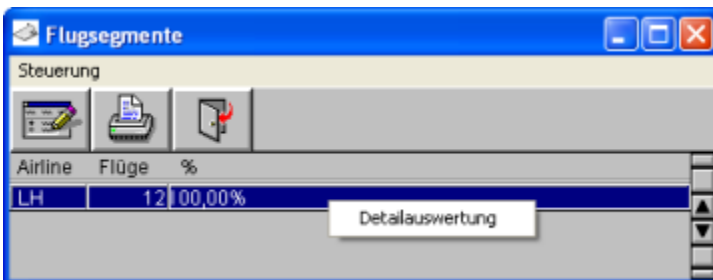 Flugsegmente
Steuerung
Airline Flüge %
LH 12 100,00%
Detailauswertung